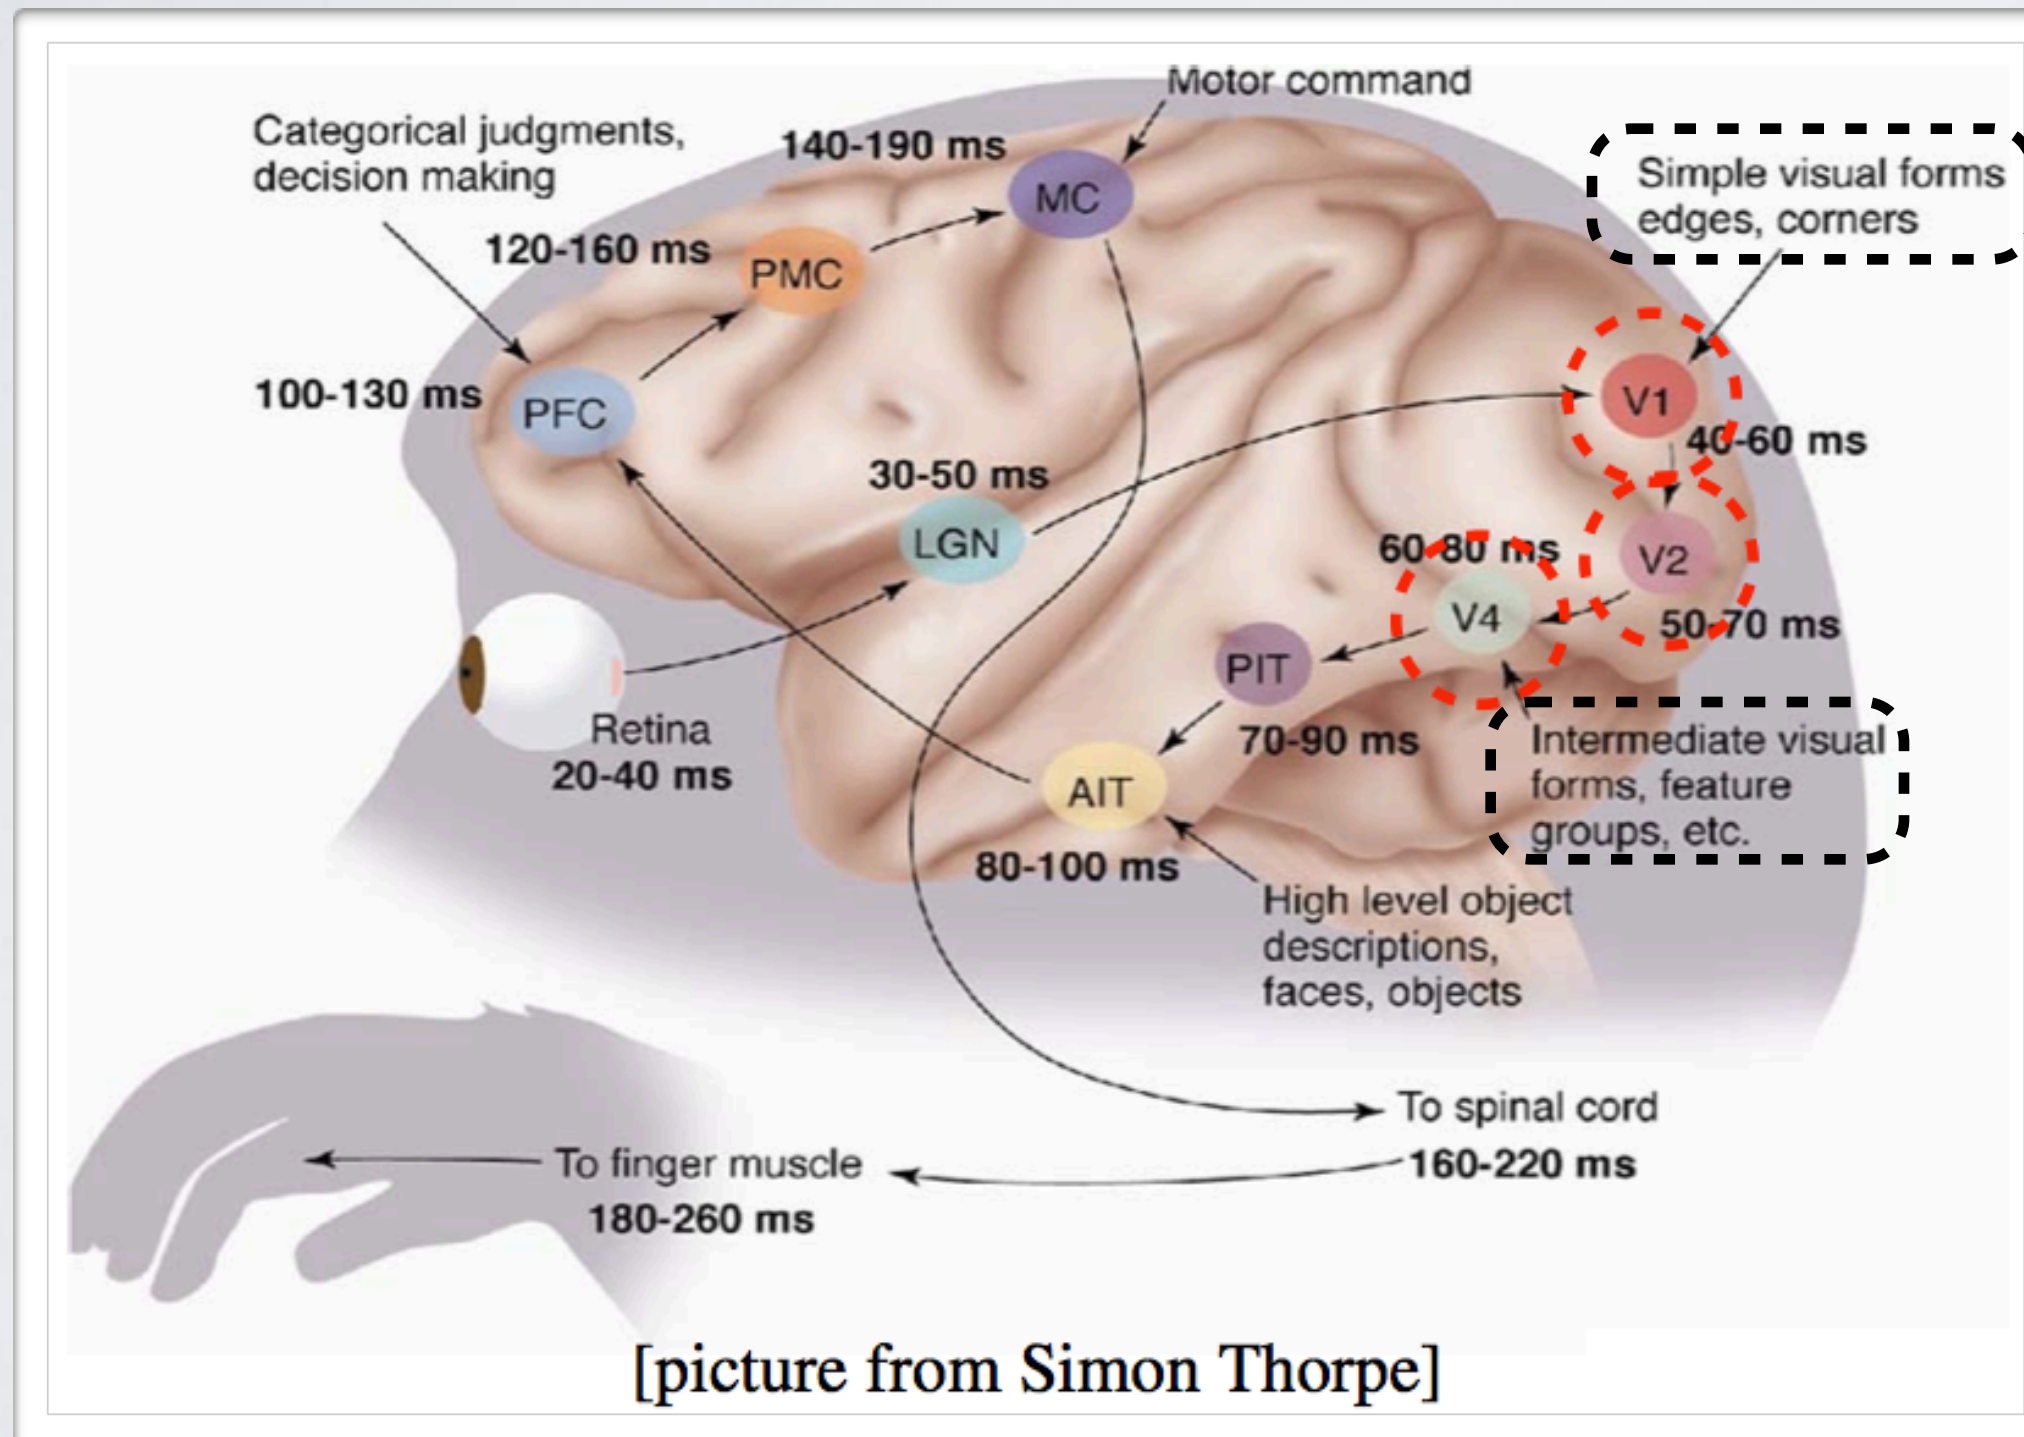 Motor command
Categorical judgments,
decision making
140-190 ms
MC
Simple visual forms
edges, corners
120-160 ms
PMC
100-130 ms
PFC
V1
40-60 ms
30-50 ms
LGN
60-80 ms
V2
50-70 ms
V4
PIT
70-90 ms
Retina
20-40 ms
Intermediate visual
forms, feature
groups, etc.
AIT
80-100 ms
High level object
descriptions,
faces, objects
To spinal cord
160-220 ms
To finger muscle
180-260 ms
[picture from Simon Thorpe]